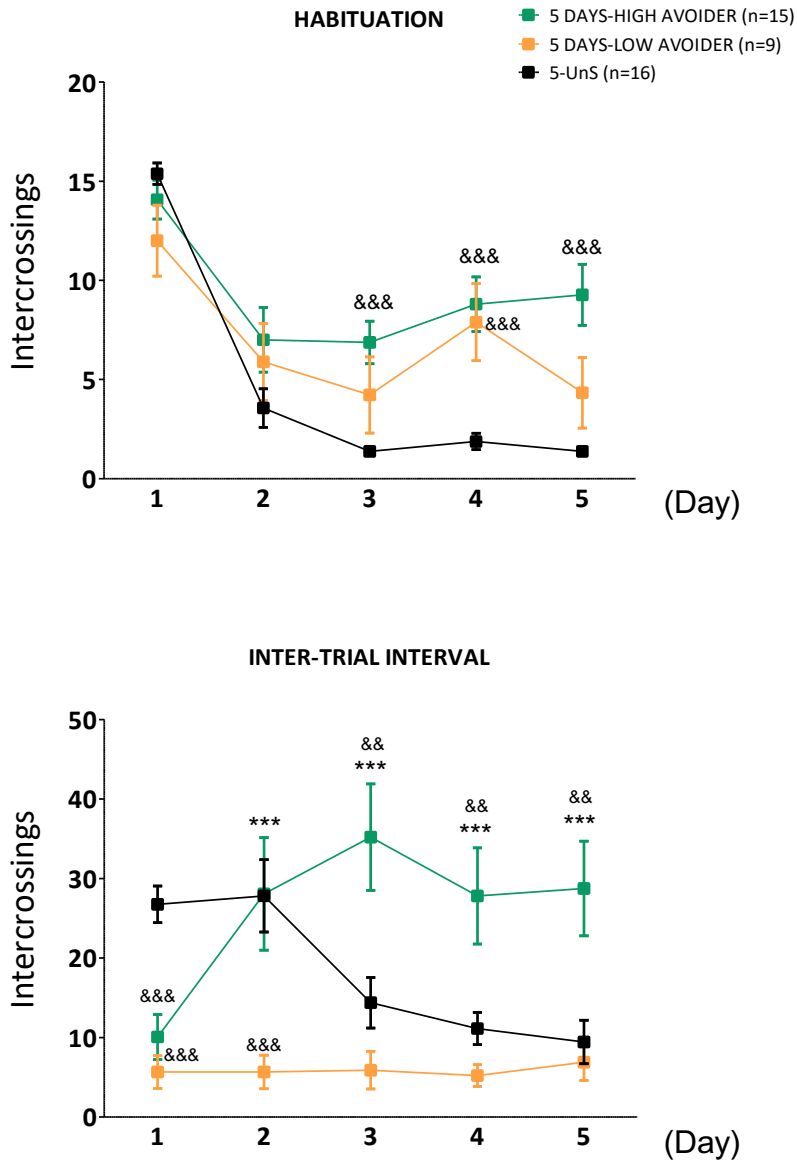 HABITUATION
5 DAYS-HIGH AVOIDER (n=15)
5 DAYS-LOW AVOIDER (n=9)
5-UnS (n=16)
20
15
10
5
0
Intercrossings
&&&
&&&
&&&
&&&
1 2 3 4 5 (Day)
INTER-TRIAL INTERVAL
50
40
30
20
10
0
Intercrossings
&&
***
***
&&
***
&&
***
&&&
&&&
&&&
1 2 3 4 5 (Day)